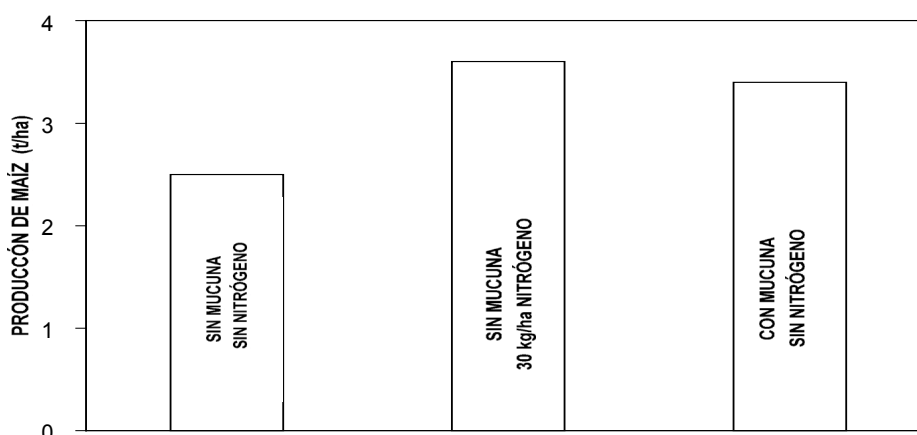 4
3
2
1
0
PRODUCCÓN DE MAÍZ (t/ha)
SIN MUCUNA
SIN NITRÓGENO
SIN MUCUNA
30 kg/ha NITRÓGENO
CON MUCUNA
SIN NITRÓGENO